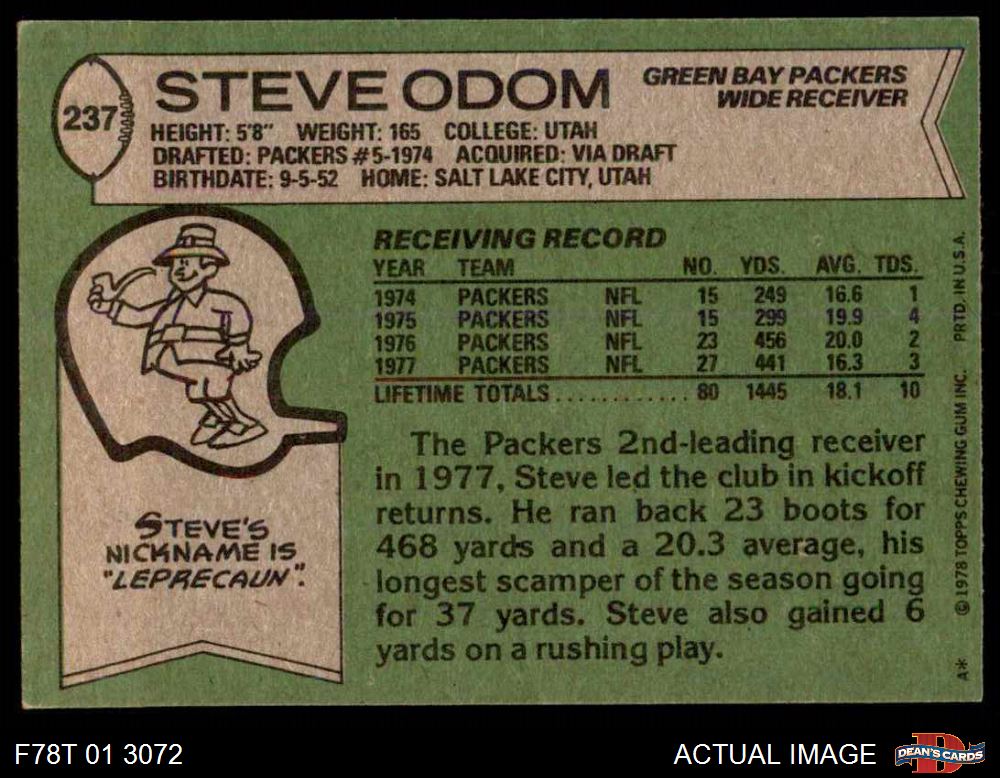 237
STEVE ODOM
GREEN BAY PACKERS
WIDE RECEIVER
HEIGHT: 5'8" WEIGHT: 165 COLLEGE: UTAH
DRAFTED: PACKERS #5-1974 ACQUIRED: VIA DRAFT
BIRTHDATE: 9-5-52 HOME: SALT LAKE CITY, UTAH
RECEIVING RECORD
YEAR TEAM NO. YDS. AVG. TDS.
1974 PACKERS NFL 15 249 16.6 1
1975 PACKERS NFL 15 299 19.9 4
1976 PACKERS NFL 23 456 20.0 2
1977 PACKERS NFL 27 441 16.3 3
LIFETIME TOTALS............ 80 1445 18.1 10
The Packers 2nd-leading receiver
in 1977, Steve led the club in kickoff
returns. He ran back 23 boots for
468 yards and a 20.3 average, his
longest scamper of the season going
for 37 yards. Steve also gained 6
yards on a rushing play.
STEVE'S
NICKNAME IS
"LEPRECAUN".
A* © 1978 TOPPS CHEWING GUM INC. PRTD. IN U.S.A.
F78T 01 3072
ACTUAL IMAGE
D
DEAN'S CARDS